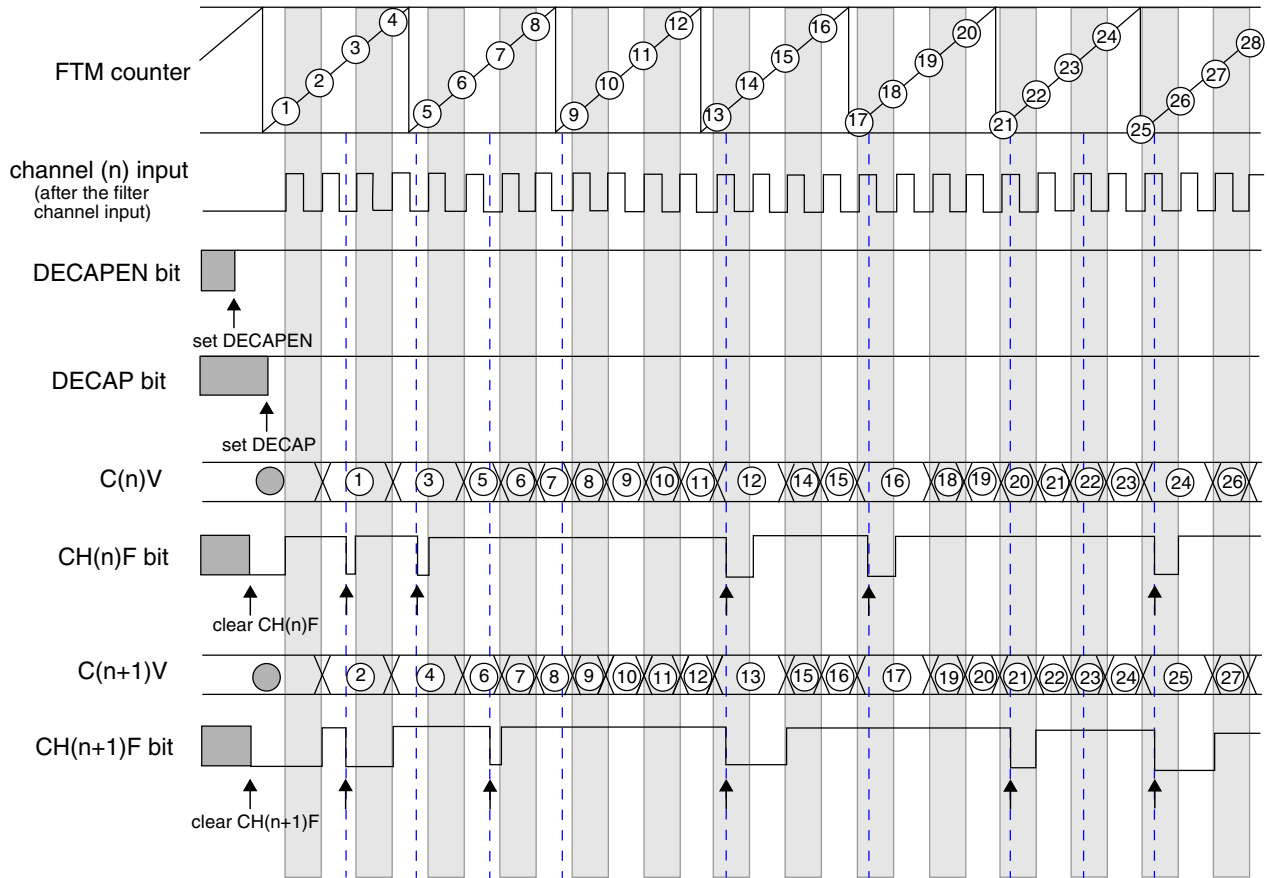 4 8 12 16 20 24 28
3 7 11 15 19 23 27
2 6 10 14 18 22 26
1 5 9 13 17 21 25
FTM counter
channel (n) input
(after the filter
channel input)
DECAPEN bit
set DECAPEN
DECAP bit
set DECAP
C(n)V 1 3 5 6 7 8 9 10 11 12 14 15 16 18 19 20 21 22 23 24 26
CH(n)F bit
clear CH(n)F
C(n+1)V 2 4 6 7 8 9 10 11 12 13 15 16 17 19 20 21 22 23 24 25 27
CH(n+1)F bit
clear CH(n+1)F